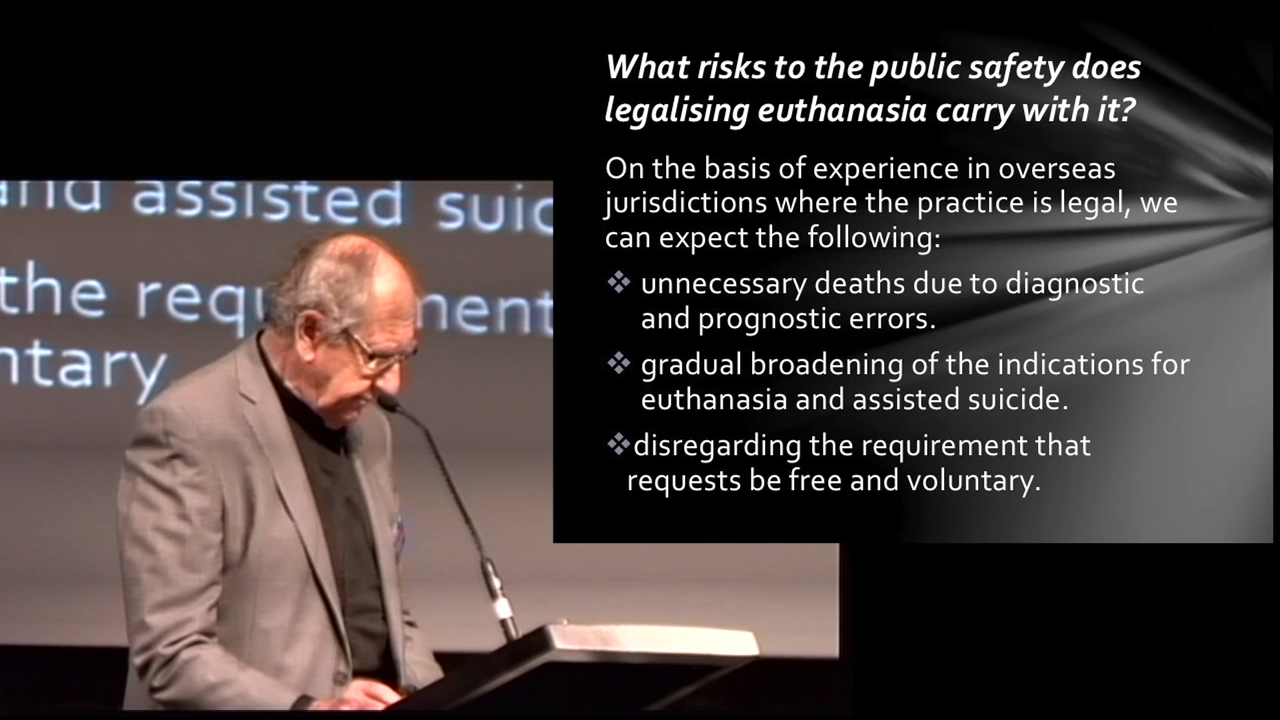 What risks to the public safety does
legalising euthanasia carry with it?
On the basis of experience in overseas
jurisdictions where the practice is legal, we
can expect the following:
❖ unnecessary deaths due to diagnostic
and prognostic errors.
❖ gradual broadening of the indications for
euthanasia and assisted suicide.
❖disregarding the requirement that
requests be free and voluntary.
and assisted suic
the requ ment
ntary